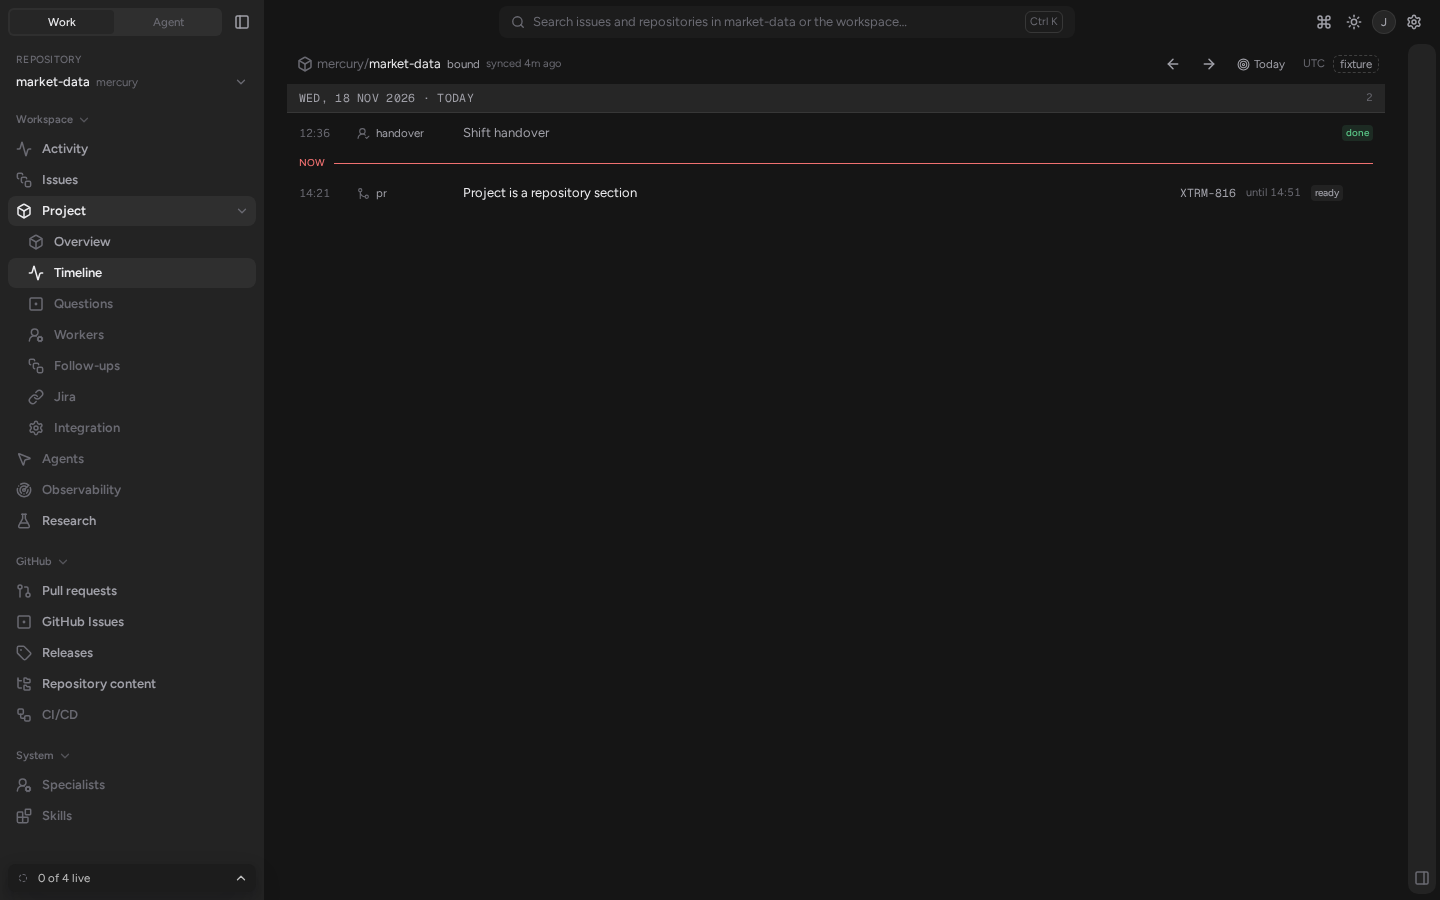 Work
Agent
Search issues and repositories in market-data or the workspace...
Ctrl K
J
REPOSITORY
market-data mercury
Workspace
Activity
Issues
Project
Overview
Timeline
Questions
Workers
Follow-ups
Jira
Integration
Agents
Observability
Research
GitHub
Pull requests
GitHub Issues
Releases
Repository content
CI/CD
System
Specialists
Skills
0 of 4 live
mercury/market-data bound synced 4m ago
Today UTC fixture
WED, 18 NOV 2026 · TODAY 2
12:36 handover Shift handover done
NOW
14:21 pr Project is a repository section XTRM-816 until 14:51 ready